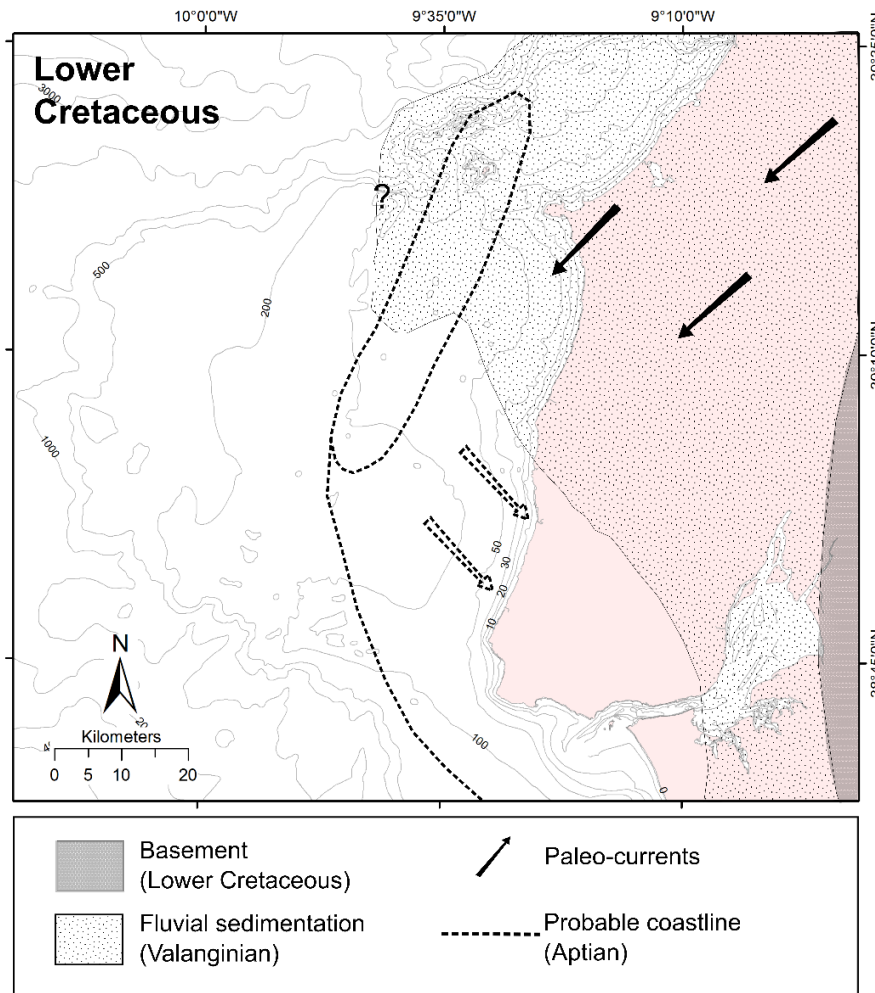 10°0'0"W
9°35'0"W
9°10'0"W
Lower
Cretaceous
3000
?
500
200
1000
50
30
20
10
N
100
0
Kilometers
0 5 10 20
Basement
(Lower Cretaceous)
Paleo-currents
Fluvial sedimentation
(Valanginian)
Probable coastline
(Aptian)